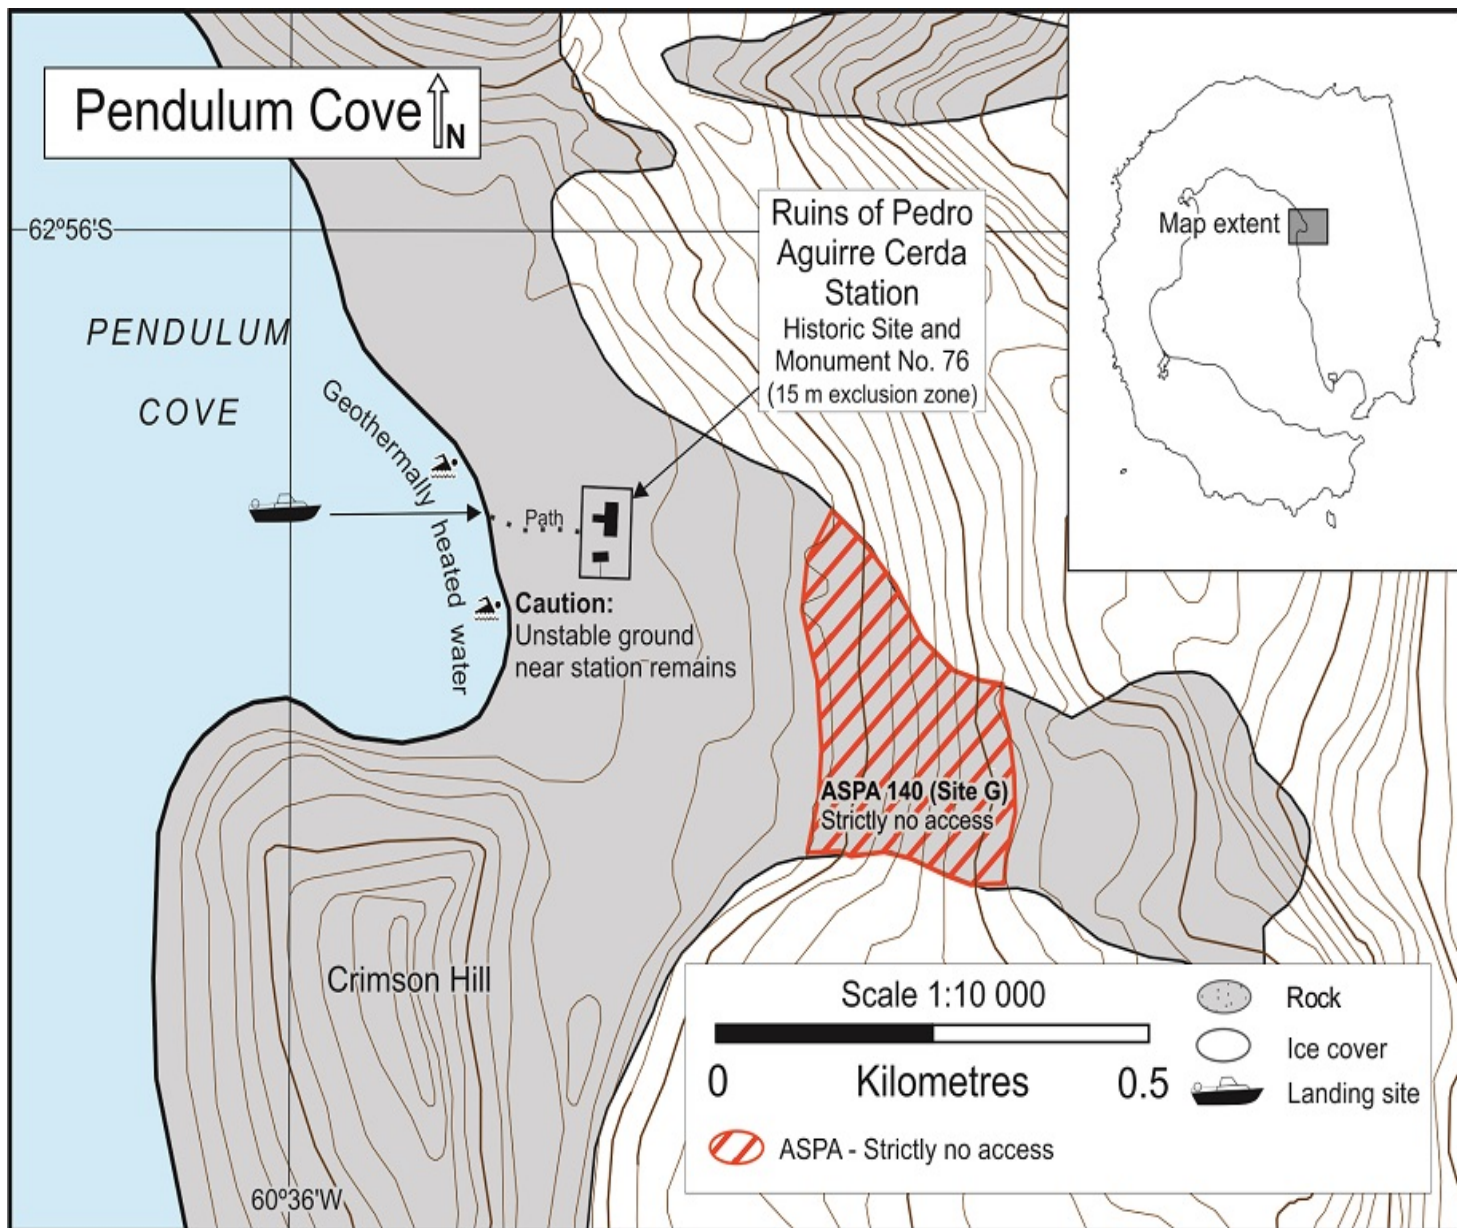 Pendulum Cove
N
62º56'S
PENDULUM
COVE
Geothermally heated water
Path
Ruins of Pedro
Aguirre Cerda
Station
Historic Site and
Monument No. 76
(15 m exclusion zone)
Map extent
Caution:
Unstable ground
near station remains
ASPA 140 (Site G)
Strictly no access
Crimson Hill
60º36'W
Scale 1:10 000
0 Kilometres 0.5
ASPA - Strictly no access
Rock
Ice cover
Landing site